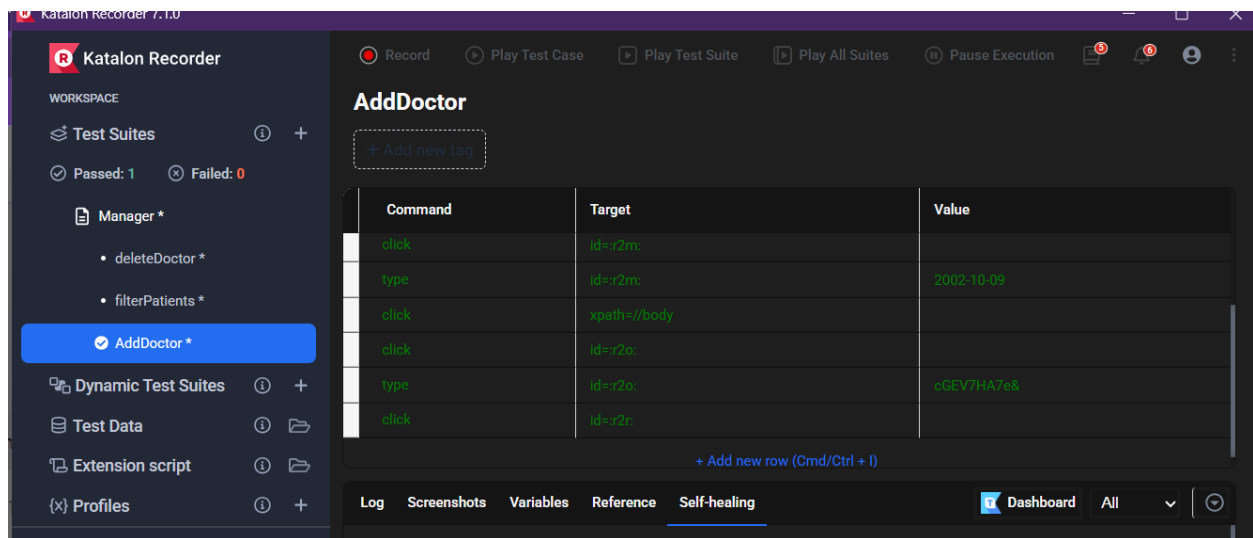 Katalon Recorder 7.1.0
Katalon Recorder
Record Play Test Case Play Test Suite Play All Suites Pause Execution 5 6
WORKSPACE
AddDoctor
Test Suites
+ Add new tag
Passed: 1 Failed: 0
Manager *
Command Target Value
click id=:r2m:
deleteDoctor *
type id=:r2m: 2002-10-09
filterPatients *
click xpath=//body
AddDoctor *
click id=:r2o:
Dynamic Test Suites
type id=:r2o: cGEV7HA7e&
Test Data
click id=:r2r:
Extension script
+ Add new row (Cmd/Ctrl + I)
{x} Profiles
Log Screenshots Variables Reference Self-healing Dashboard All